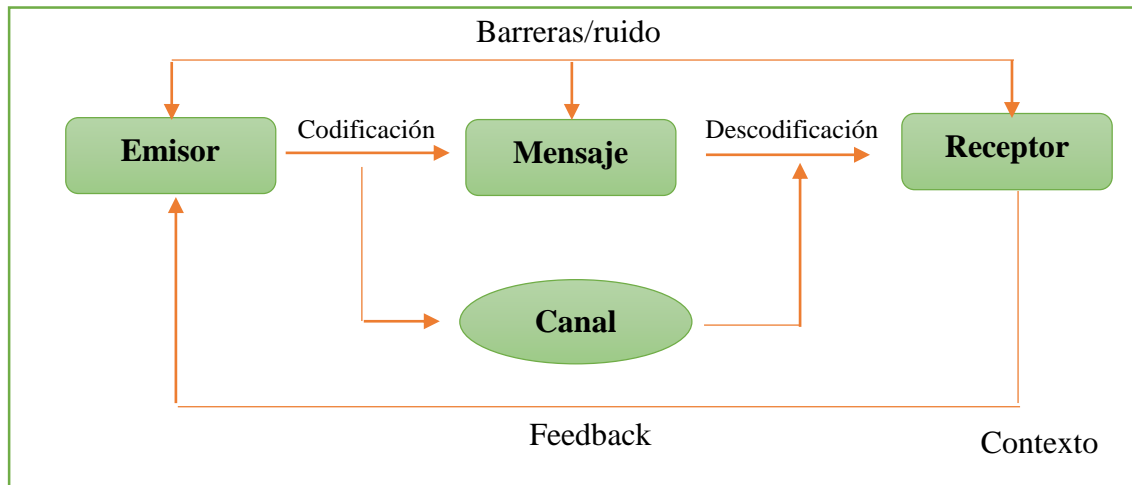 Barreras/ruido
Codificación
Descodificación
Emisor
Mensaje
Receptor
Canal
Feedback
Contexto